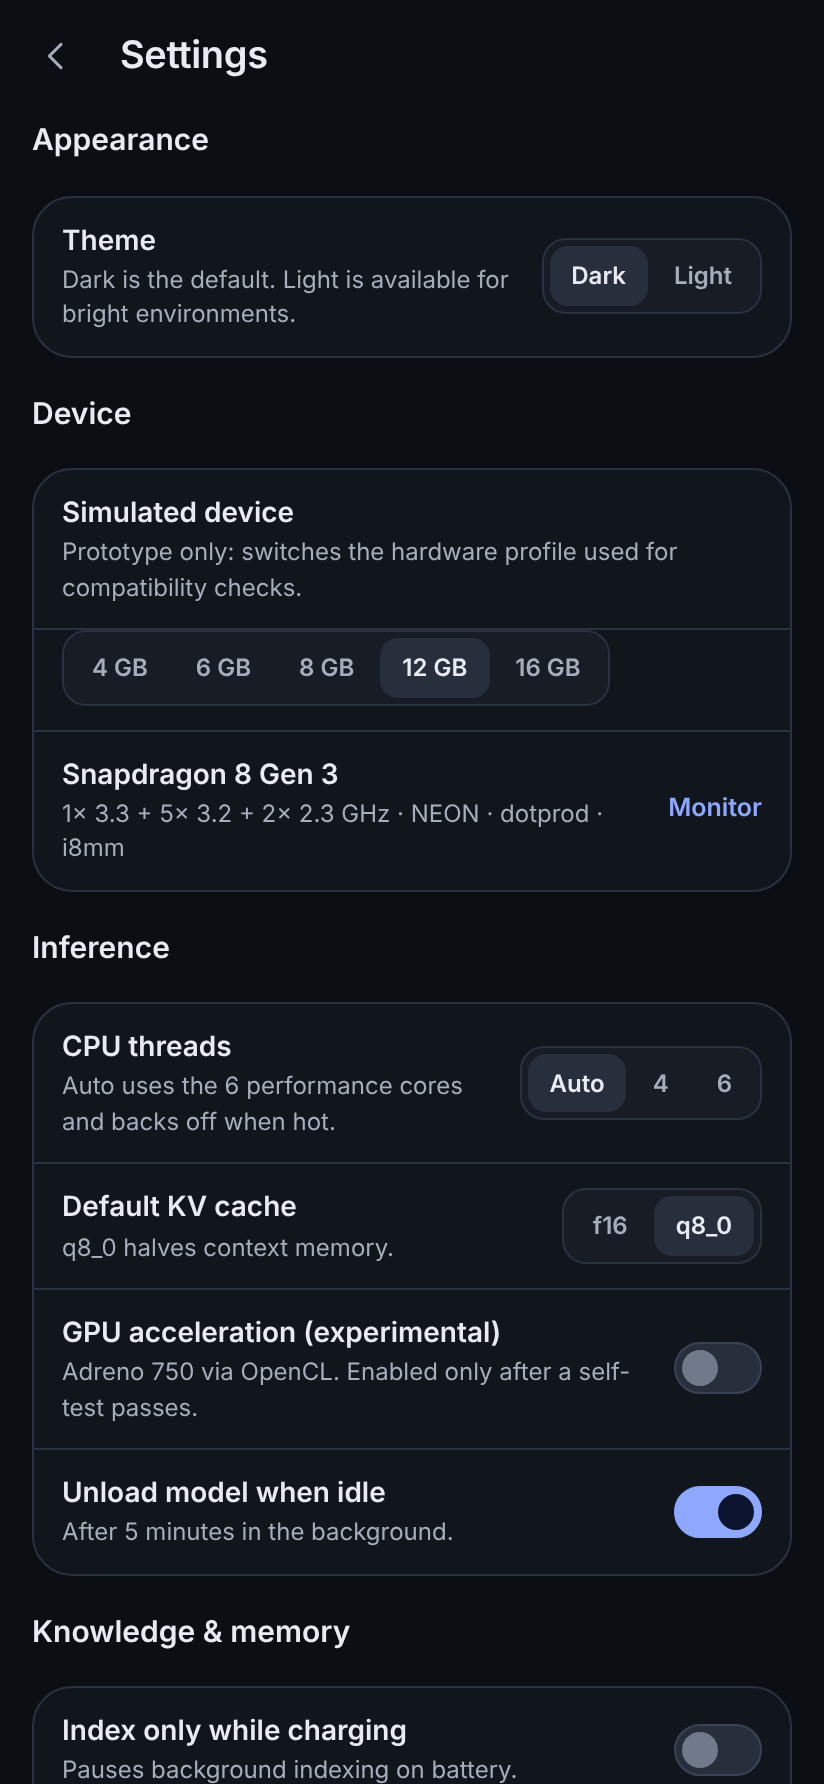 Settings
Appearance
Theme
Dark is the default. Light is available for
bright environments.
Dark Light
Device
Simulated device
Prototype only: switches the hardware profile used for
compatibility checks.
4 GB 6 GB 8 GB 12 GB 16 GB
Snapdragon 8 Gen 3
1× 3.3 + 5× 3.2 + 2× 2.3 GHz · NEON · dotprod ·
i8mm
Monitor
Inference
CPU threads
Auto uses the 6 performance cores
and backs off when hot.
Auto 4 6
Default KV cache
q8_0 halves context memory.
f16 q8_0
GPU acceleration (experimental)
Adreno 750 via OpenCL. Enabled only after a self-
test passes.
Unload model when idle
After 5 minutes in the background.
Knowledge & memory
Index only while charging
Pauses background indexing on battery.